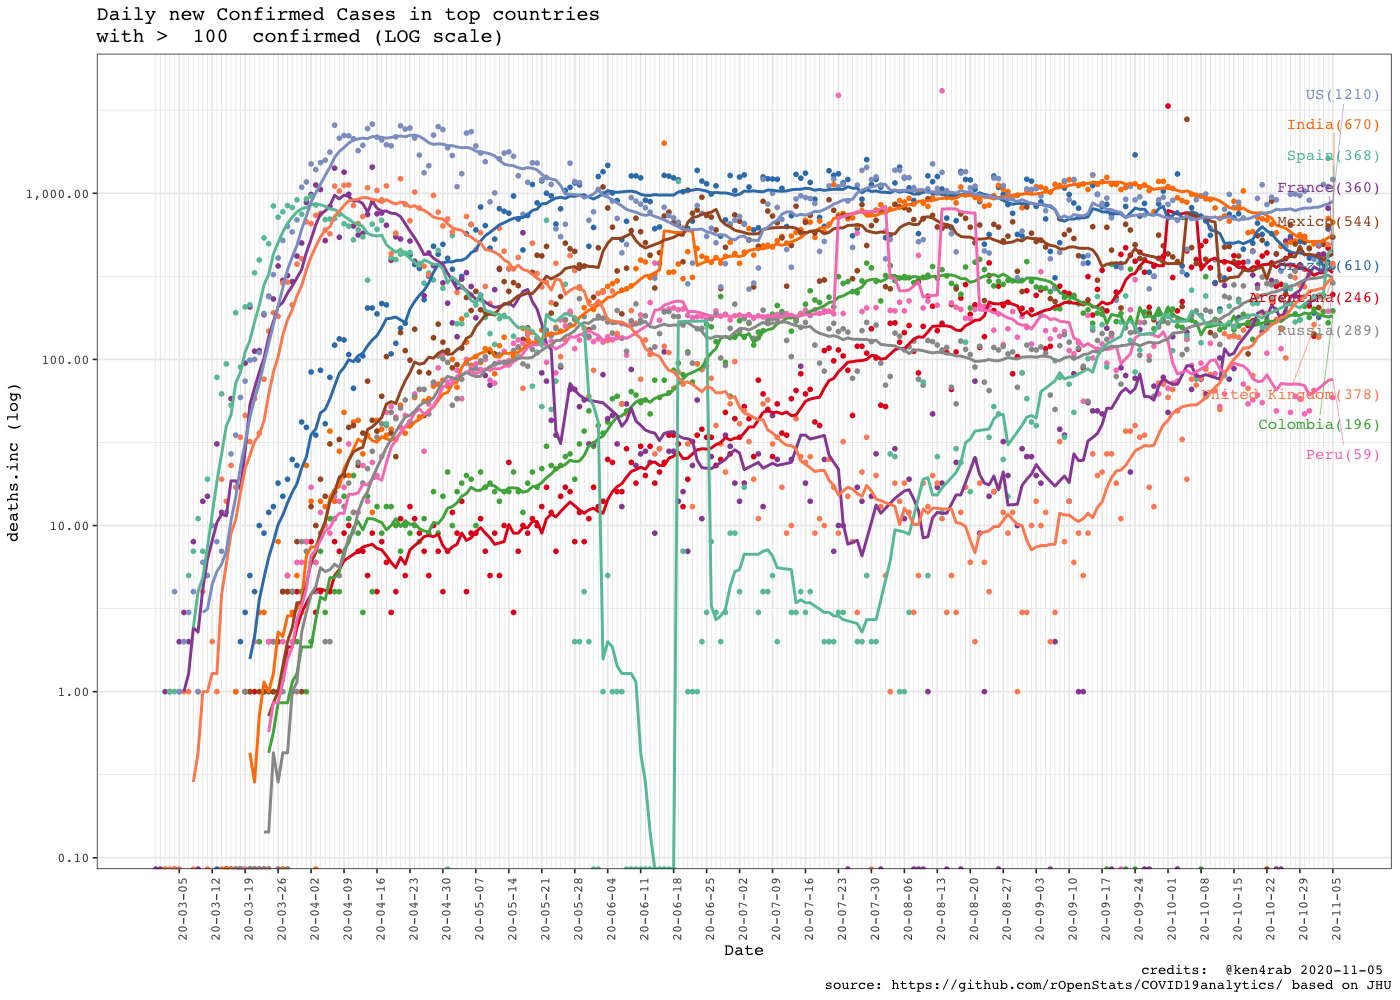 Daily new Confirmed Cases in top countries
with >  100  confirmed (LOG scale)
US(1210)
India(670)
Spain(368)
France(360)
Mexico(544)
Brazil(610)
Argentina(246)
Russia(289)
United Kingdom(378)
Colombia(196)
Peru(59)
deaths.inc (log)
1,000.00
100.00
10.00
1.00
0.10
20-03-05
20-03-12
20-03-19
20-03-26
20-04-02
20-04-09
20-04-16
20-04-23
20-04-30
20-05-07
20-05-14
20-05-21
20-05-28
20-06-04
20-06-11
20-06-18
20-06-25
20-07-02
20-07-09
20-07-16
20-07-23
20-07-30
20-08-06
20-08-13
20-08-20
20-08-27
20-09-03
20-09-10
20-09-17
20-09-24
20-10-01
20-10-08
20-10-15
20-10-22
20-10-29
20-11-05
Date
credits:  @ken4rab 2020-11-05
source: https://github.com/rOpenStats/COVID19analytics/ based on JHU